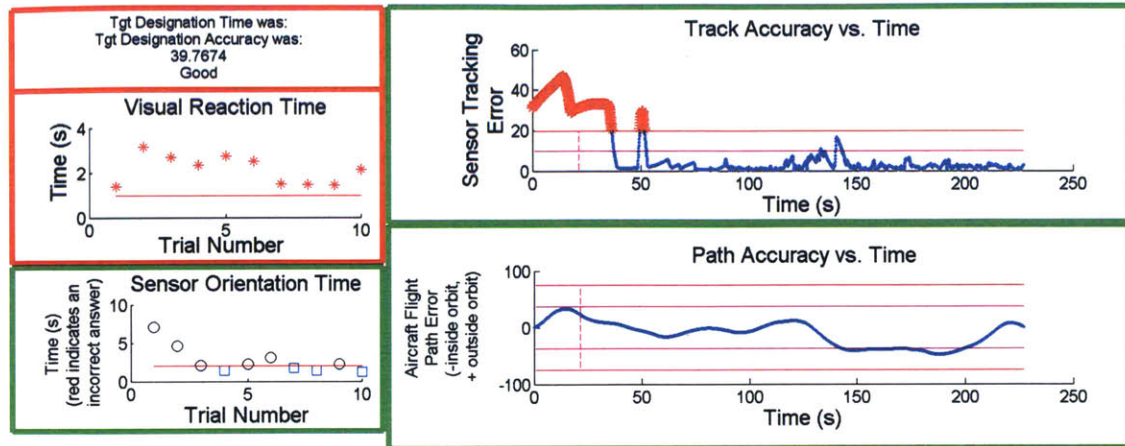 Tgt Designation Time was:
Tgt Designation Accuracy was:
39.7674
Good
Visual Reaction Time
Time (s)
4
2
0
0
5
10
Trial Number
Sensor Orientation Time
Time (s)
(red indicates an
incorrect answer)
10
5
0
0
5
10
Trial Number
Track Accuracy vs. Time
Sensor Tracking
Error
60
40
20
0
0
50
100
150
200
250
Time (s)
Path Accuracy vs. Time
Aircraft Flight
Path Error
(-inside orbit,
+ outside orbit)
100
0
-100
0
50
100
150
200
250
Time (s)